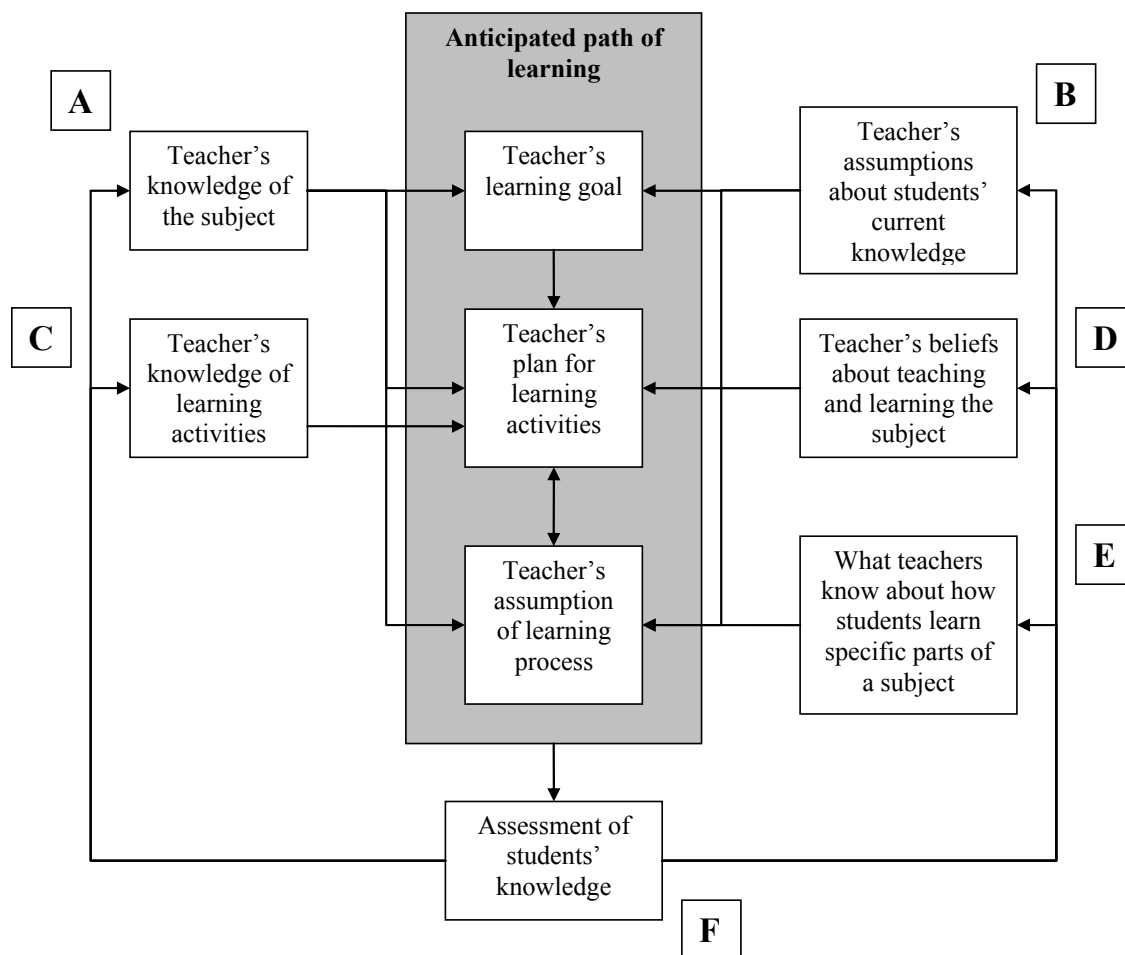 Anticipated path of
learning
A
B
Teacher’s
knowledge of
the subject
Teacher’s
learning goal
Teacher’s
assumptions
about students’
current
knowledge
C
D
Teacher’s
knowledge of
learning
activities
Teacher’s
plan for
learning
activities
Teacher’s beliefs
about teaching
and learning the
subject
E
Teacher’s
assumption
of learning
process
What teachers
know about how
students learn
specific parts of
a subject
Assessment of
students’
knowledge
F